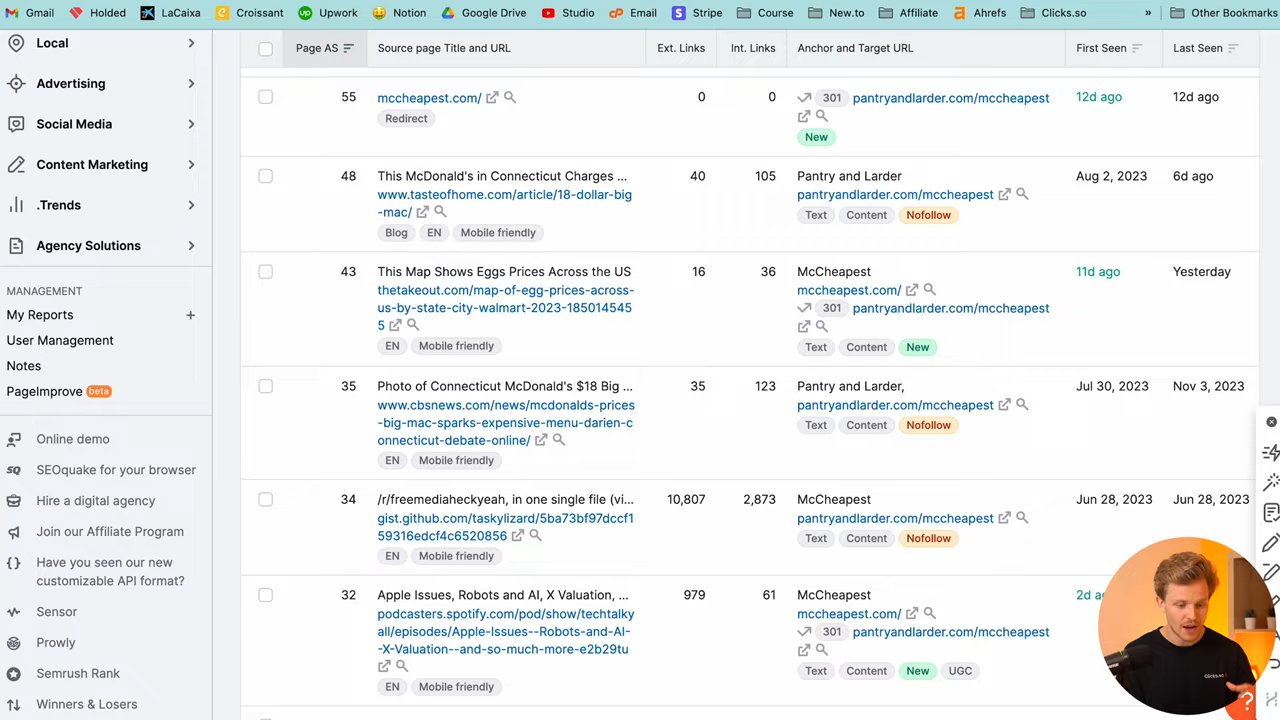 Gmail Holded LaCaixa Croissant Upwork Notion Google Drive Studio Email Stripe Course New.to Affiliate Ahrefs Clicks.so » Other Bookmarks
Local
Advertising
Social Media
Content Marketing
.Trends
Agency Solutions
MANAGEMENT
My Reports +
User Management
Notes
PageImprove beta
Online demo
SEOquake for your browser
Hire a digital agency
Join our Affiliate Program
Have you seen our new
customizable API format?
Sensor
Prowly
Semrush Rank
Winners & Losers
Page AS Source page Title and URL Ext. Links Int. Links Anchor and Target URL First Seen Last Seen
55 mccheapest.com/ 0 0 301 pantryandlarder.com/mccheapest 12d ago 12d ago
Redirect
New
48 This McDonald's in Connecticut Charges ... 40 105 Pantry and Larder Aug 2, 2023 6d ago
www.tasteofhome.com/article/18-dollar-big pantryandlarder.com/mccheapest
-mac/ Text Content Nofollow
Blog EN Mobile friendly
43 This Map Shows Eggs Prices Across the US 16 36 McCheapest 11d ago Yesterday
thetakeout.com/map-of-egg-prices-across- mccheapest.com/
us-by-state-city-walmart-2023-185014545 301 pantryandlarder.com/mccheapest
5
EN Mobile friendly Text Content New
35 Photo of Connecticut McDonald's $18 Big ... 35 123 Pantry and Larder, Jul 30, 2023 Nov 3, 2023
www.cbsnews.com/news/mcdonalds-prices pantryandlarder.com/mccheapest
-big-mac-sparks-expensive-menu-darien-c Text Content Nofollow
onnecticut-debate-online/
EN Mobile friendly
34 /r/freemediaheckyeah, in one single file (vi... 10,807 2,873 McCheapest Jun 28, 2023 Jun 28, 2023
gist.github.com/taskylizard/5ba73bf97dccf1 pantryandlarder.com/mccheapest
59316edcf4c6520856 Text Content Nofollow
EN Mobile friendly
32 Apple Issues, Robots and AI, X Valuation, ... 979 61 McCheapest 2d
podcasters.spotify.com/pod/show/techtalky mccheapest.com/
all/episodes/Apple-Issues--Robots-and-AI- 301 pantryandlarder.com/mccheapest
-X-Valuation--and-so-much-more-e2b29tu
Text Content New UGC
EN Mobile friendly
Clicks.so
?